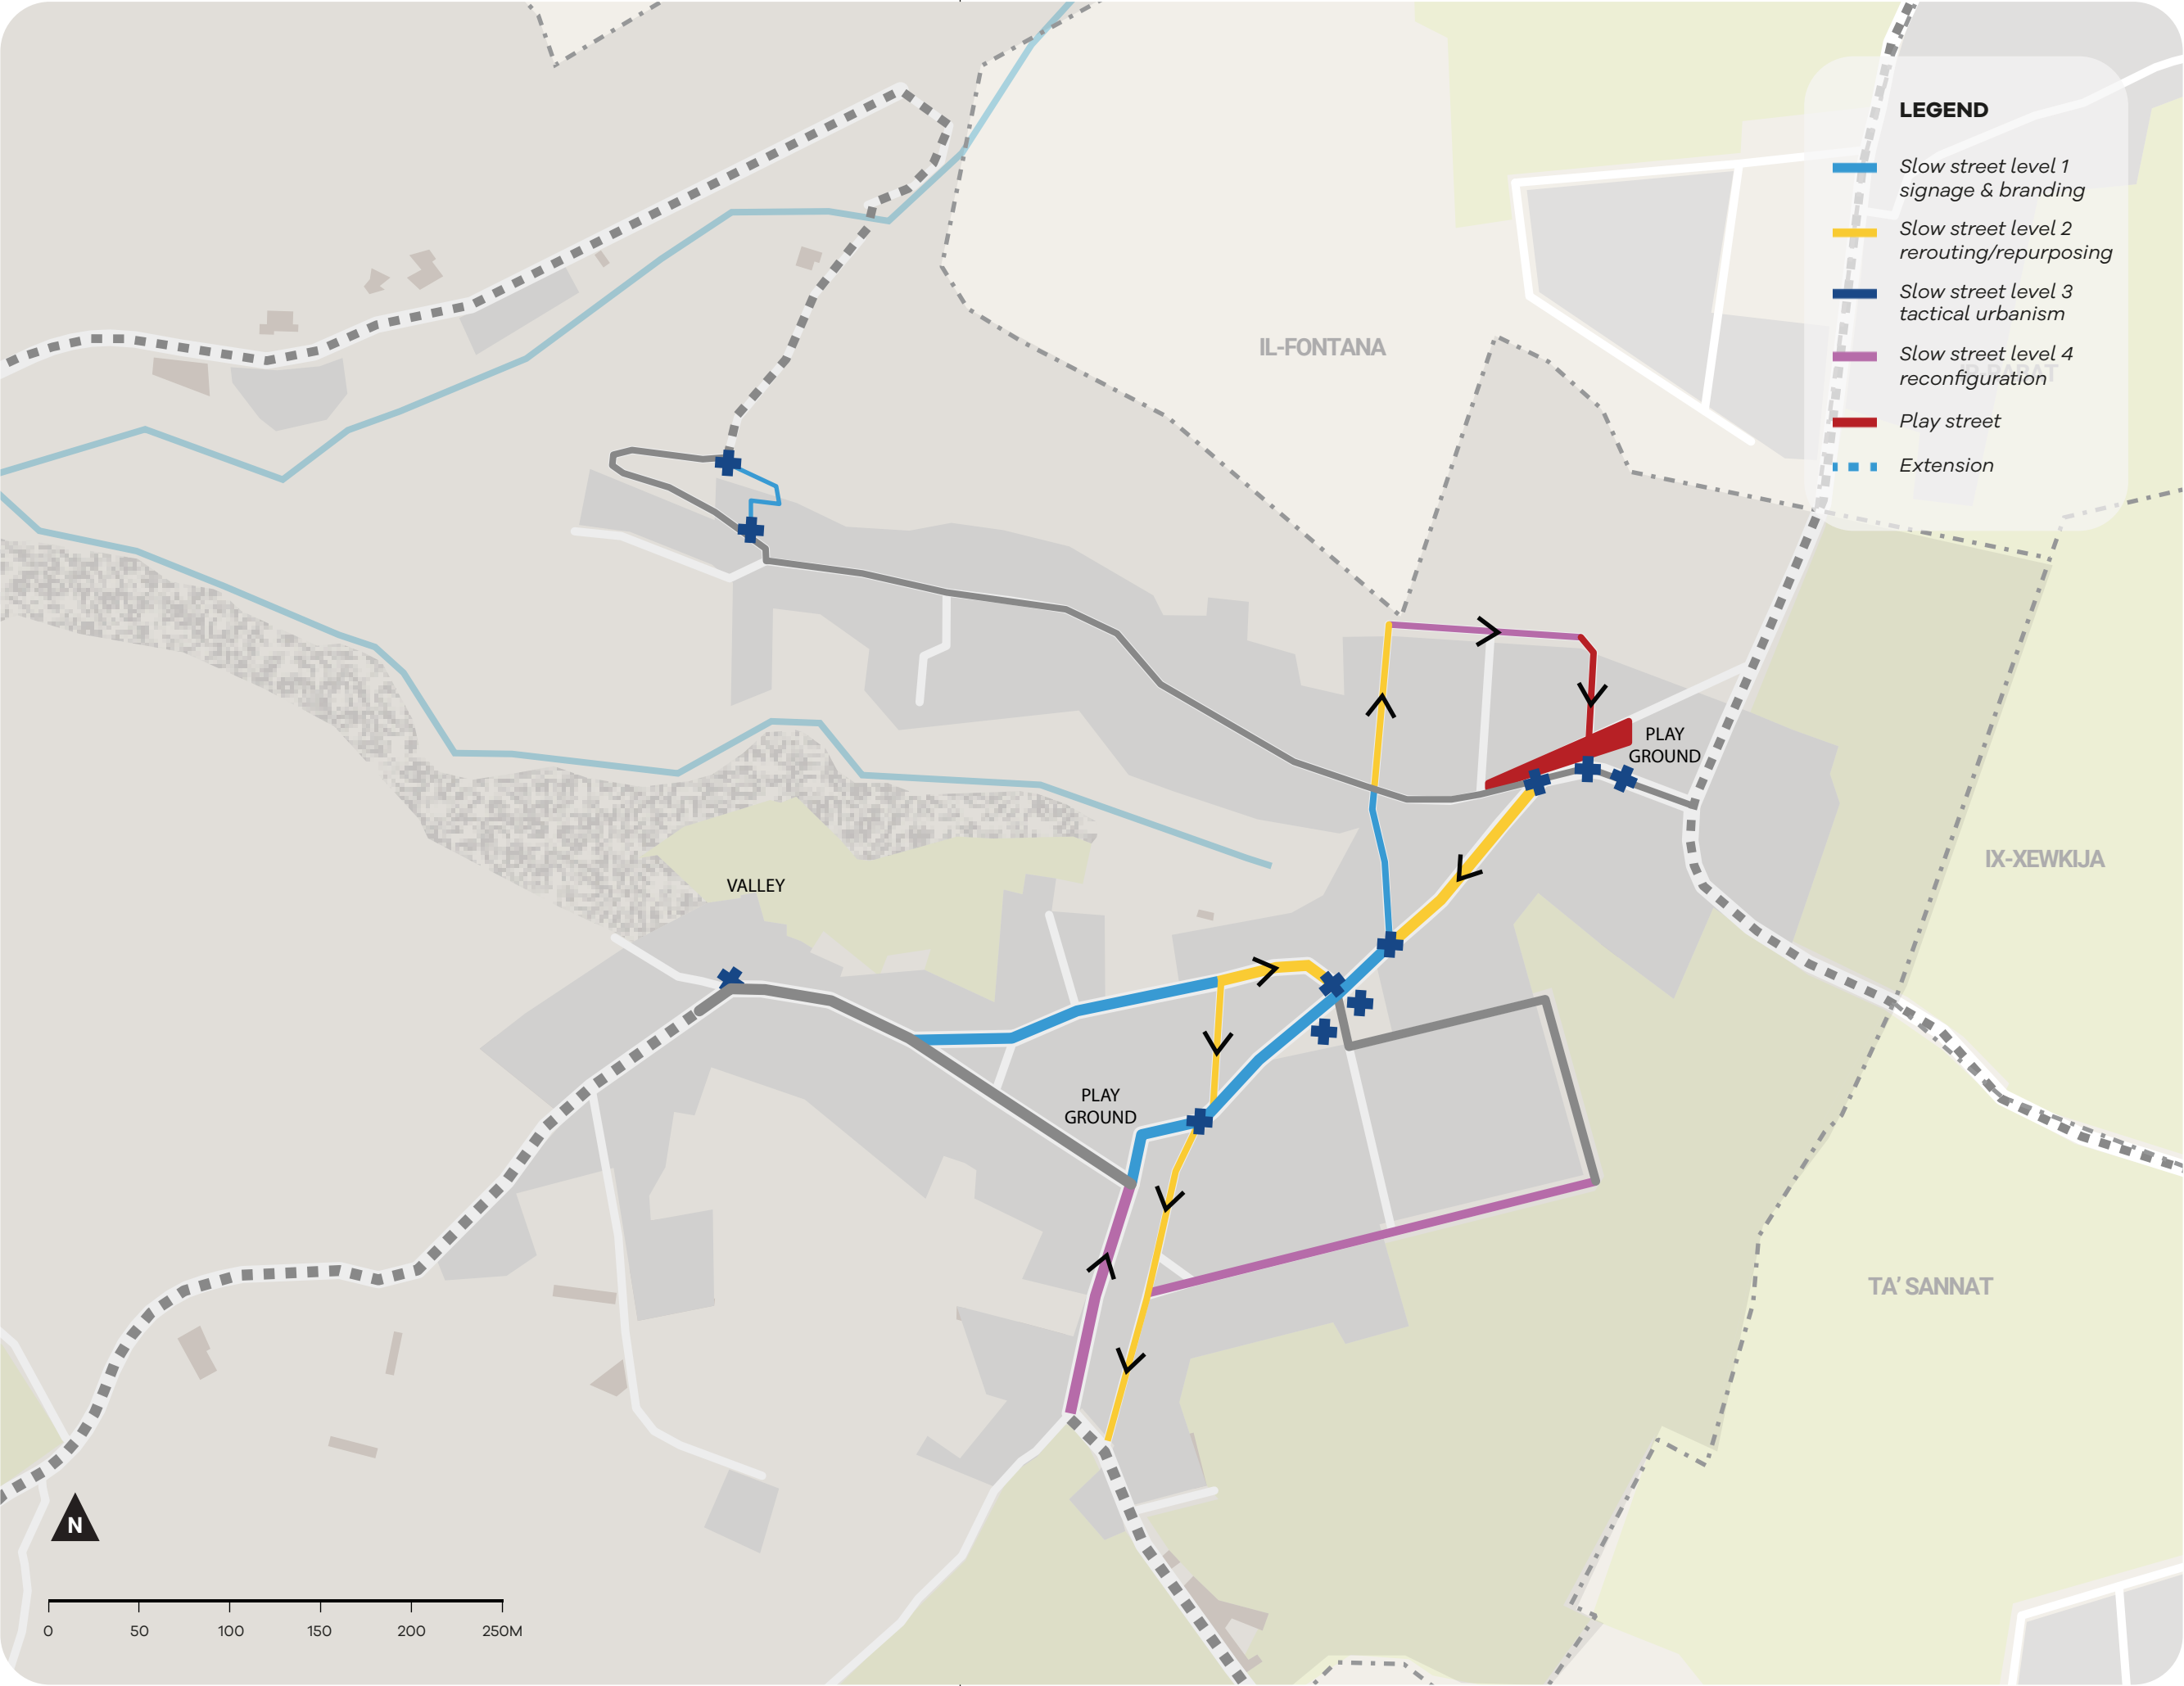 LEGEND
Slow street level 1
signage & branding
Slow street level 2
rerouting/repurposing
Slow street level 3
tactical urbanism
Slow street level 4
reconfiguration
Play street
Extension
IL-FONTANA
PLAY
GROUND
IX-XEWKIJA
VALLEY
PLAY
GROUND
TA' SANNAT
N
0 50 100 150 200 250M